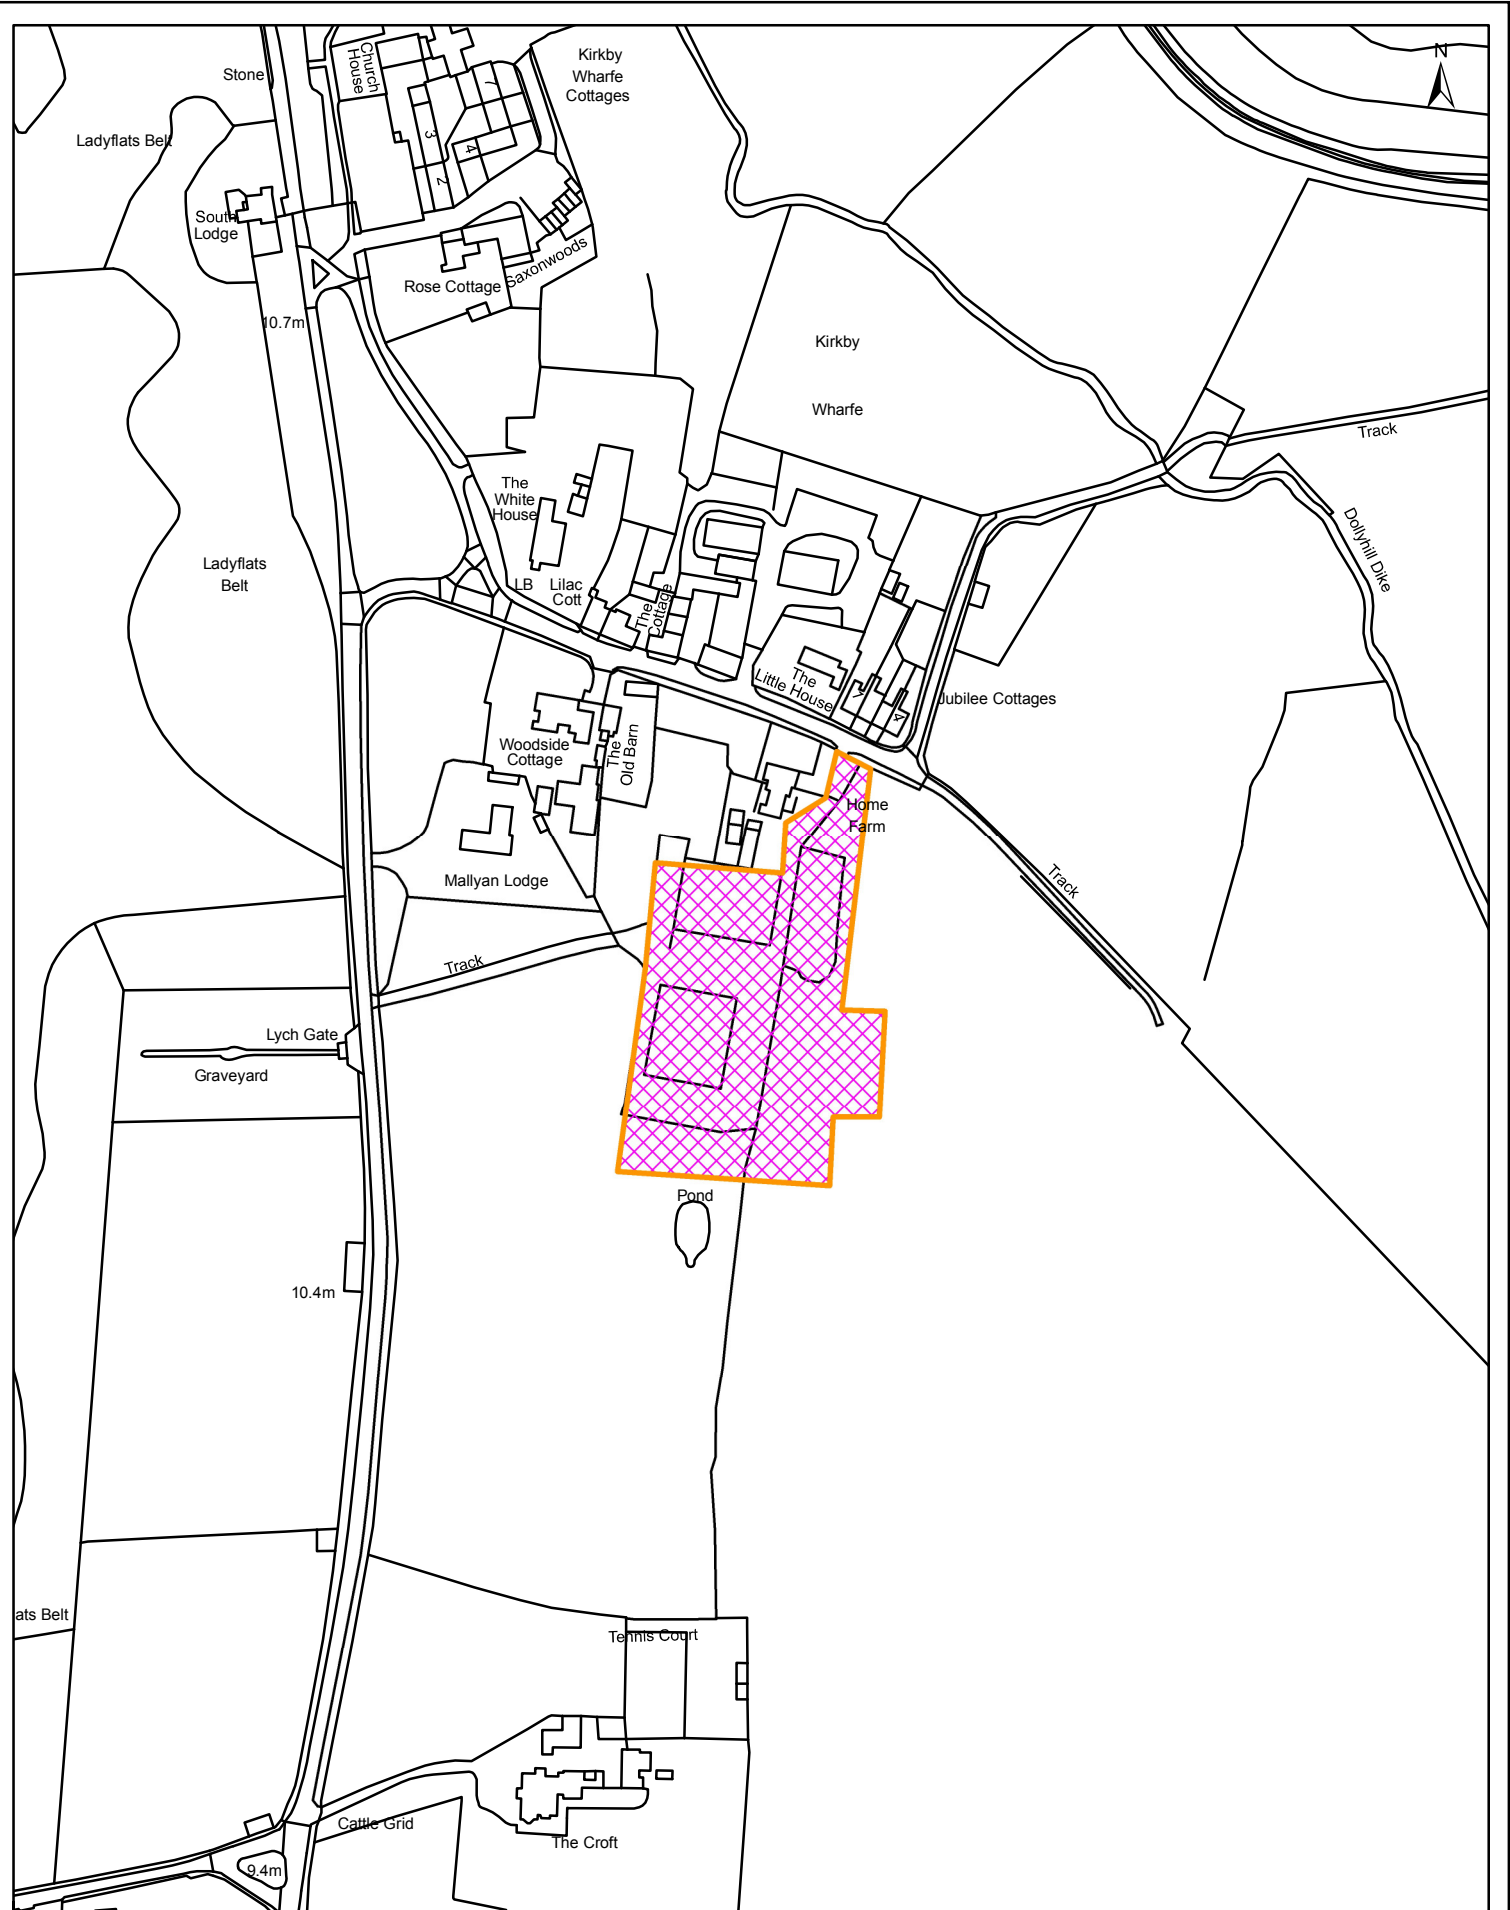 N
Stone
Church
House
Kirkby
Wharfe
Cottages
7
3
4
2
Ladyflats Belt
South
Lodge
Rose Cottage
Saxonwoods
10.7m
Kirkby
Wharfe
Track
The
White
House
Dollyhill Dike
Ladyflats
Belt
LB
Lilac
Cott
The
Cottage
The
Little House
1
4
Jubilee Cottages
Woodside
Cottage
The
Old Barn
Home
Farm
Mallyan Lodge
Track
Track
Lych Gate
Graveyard
Pond
10.4m
ats Belt
Tennis Court
Cattle Grid
The Croft
9.4m